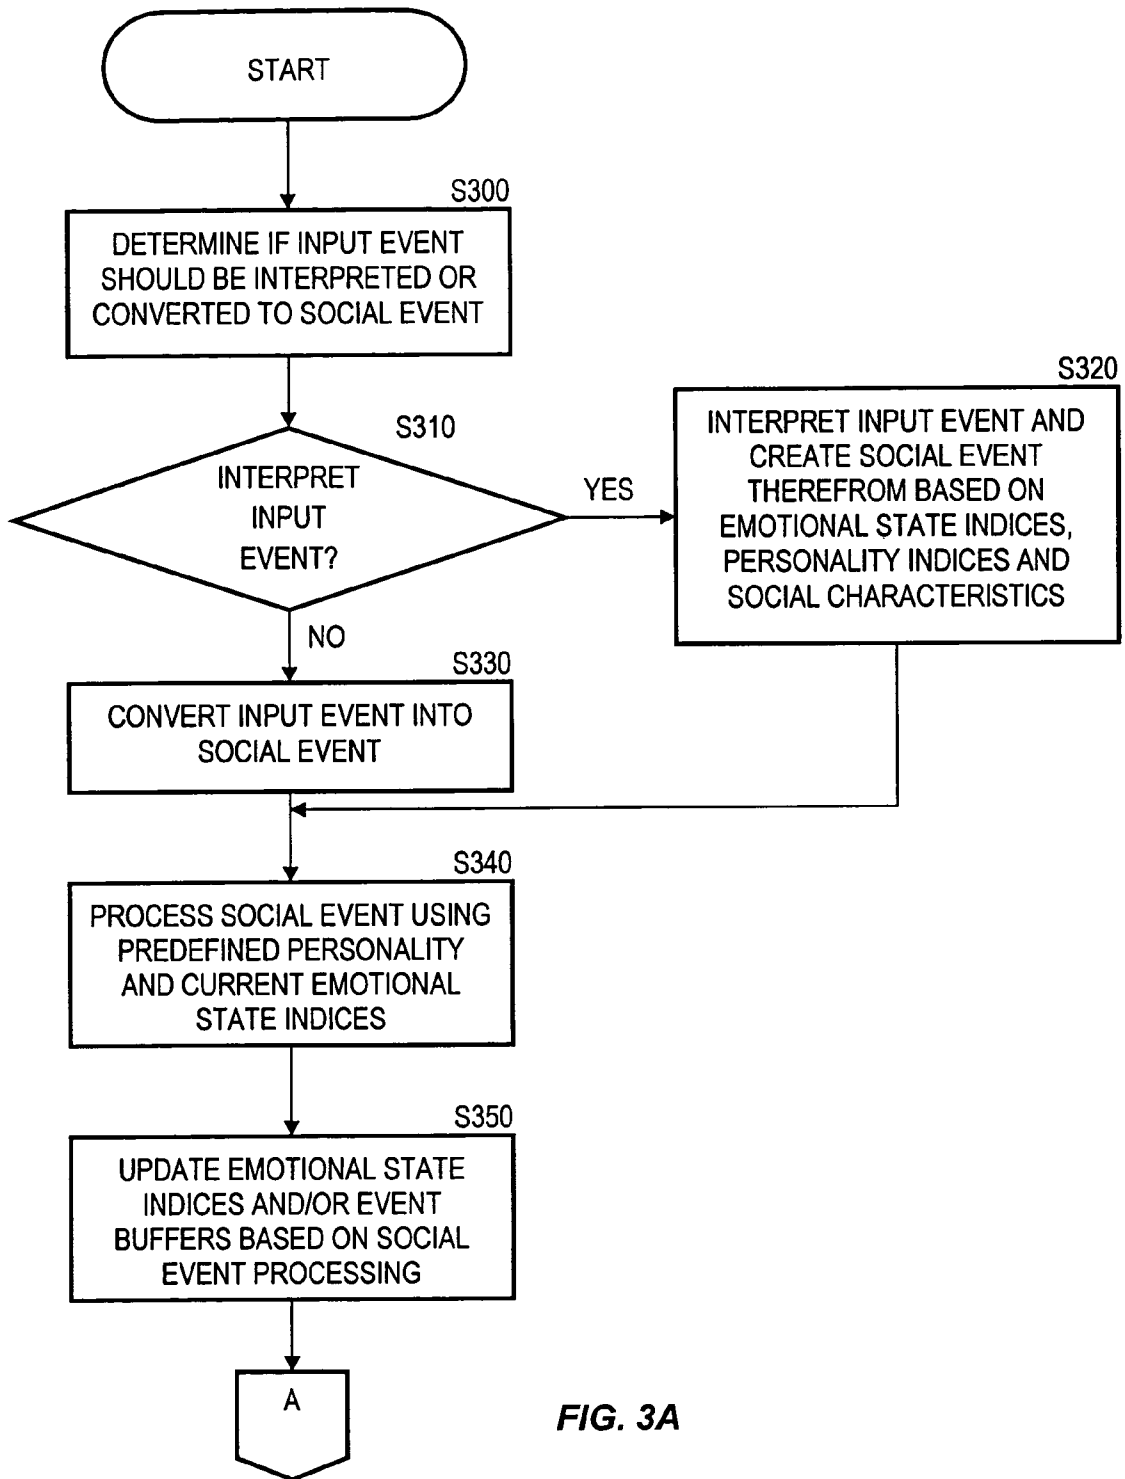 START
S300
DETERMINE IF INPUT EVENT
SHOULD BE INTERPRETED OR
CONVERTED TO SOCIAL EVENT
S310
INTERPRET
INPUT
EVENT?
YES
S320
INTERPRET INPUT EVENT AND
CREATE SOCIAL EVENT
THEREFROM BASED ON
EMOTIONAL STATE INDICES,
PERSONALITY INDICES AND
SOCIAL CHARACTERISTICS
NO
S330
CONVERT INPUT EVENT INTO
SOCIAL EVENT
S340
PROCESS SOCIAL EVENT USING
PREDEFINED PERSONALITY
AND CURRENT EMOTIONAL
STATE INDICES
S350
UPDATE EMOTIONAL STATE
INDICES AND/OR EVENT
BUFFERS BASED ON SOCIAL
EVENT PROCESSING
A
FIG. 3A